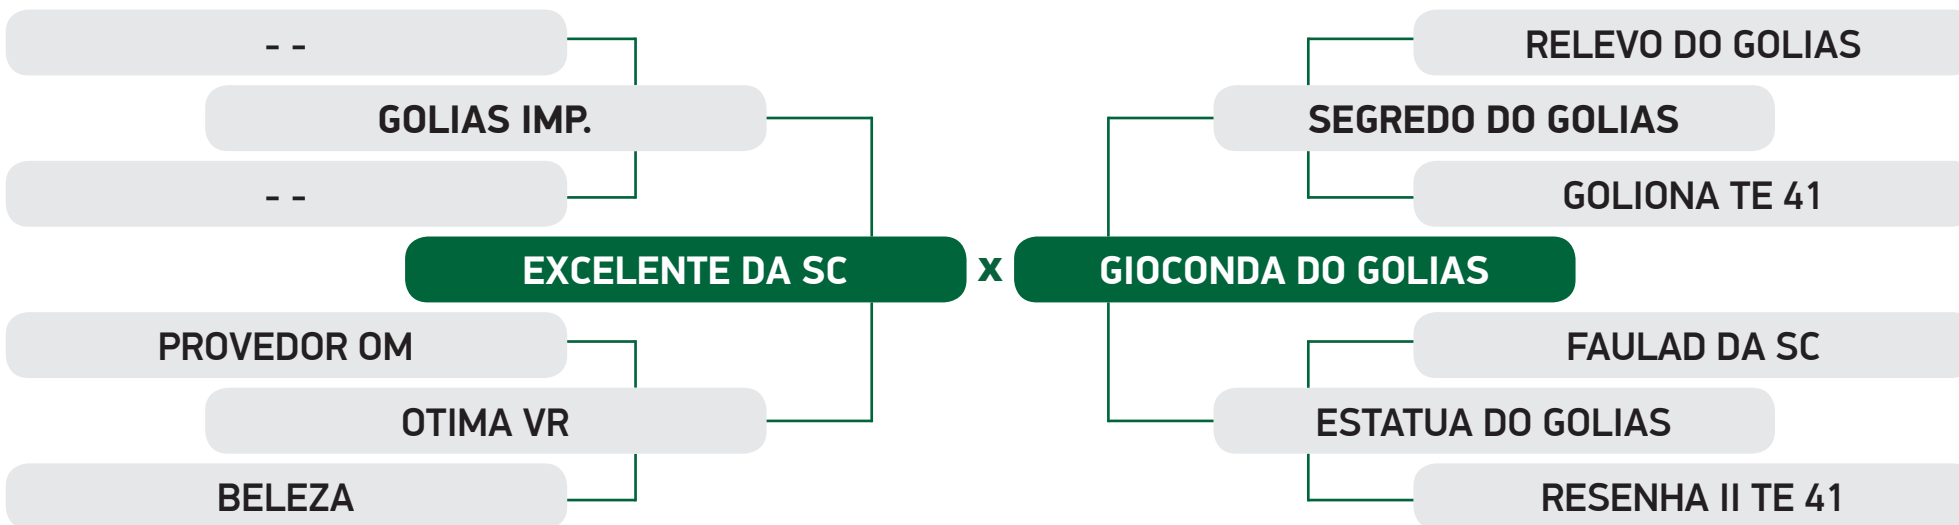 - -
RELEVO DO GOLIAS
GOLIAS IMP.
SEGREDO DO GOLIAS
- -
GOLIONA TE 41
EXCELENTE DA SC x GIOCONDA DO GOLIAS
PROVEDOR OM
FAULAD DA SC
OTIMA VR
ESTATUA DO GOLIAS
BELEZA
RESENHA II TE 41